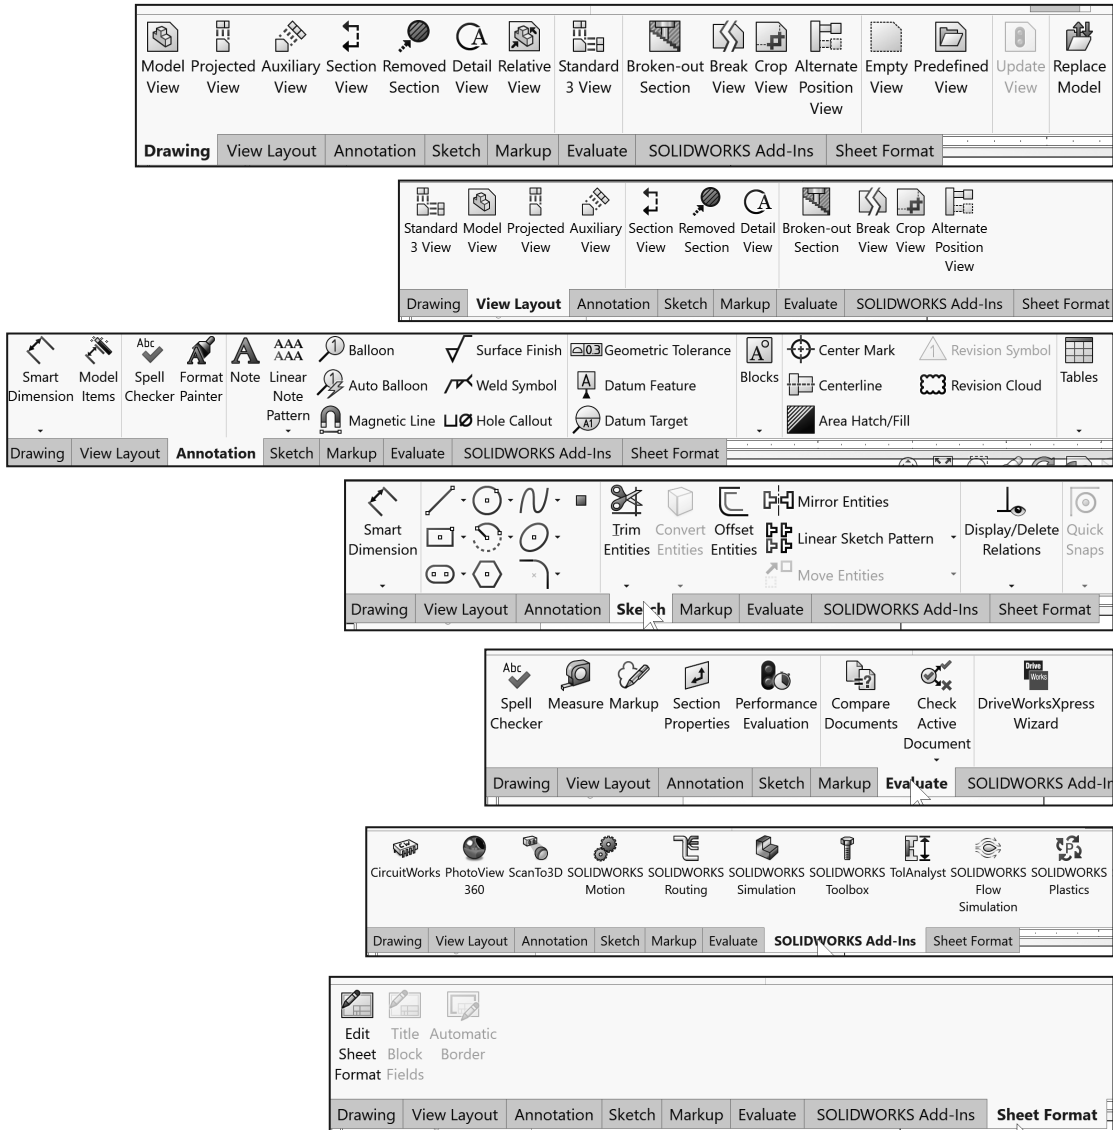 Model Projected Auxiliary Section Removed Detail Relative Standard Broken-out Break Crop Alternate Empty Predefined Update Replace
View View View View Section View View 3 View Section View View Position View View View Model
View
Drawing View Layout Annotation Sketch Markup Evaluate SOLIDWORKS Add-Ins Sheet Format
Standard Model Projected Auxiliary Section Removed Detail Broken-out Break Crop Alternate
3 View View View View View Section View Section View View Position
View
Drawing View Layout Annotation Sketch Markup Evaluate SOLIDWORKS Add-Ins Sheet Format
Abc AAA 1 Balloon Surface Finish 0.3 Geometric Tolerance A Center Mark 1 Revision Symbol
AAA
Smart Model Spell Format Note Linear 1 Auto Balloon Weld Symbol A Datum Feature Blocks Centerline Revision Cloud Tables
Dimension Items Checker Painter Note
Pattern Magnetic Line Hole Callout A1 Datum Target Area Hatch/Fill
Drawing View Layout Annotation Sketch Markup Evaluate SOLIDWORKS Add-Ins Sheet Format
Mirror Entities
Smart Trim Convert Offset Linear Sketch Pattern Display/Delete Quick
Dimension Entities Entities Entities Relations Snaps
Move Entities
Drawing View Layout Annotation Sketch Markup Evaluate SOLIDWORKS Add-Ins Sheet Format
Abc =? Drive Works
Spell Measure Markup Section Performance Compare Check DriveWorksXpress
Checker Properties Evaluation Documents Active Wizard
Document
Drawing View Layout Annotation Sketch Markup Evaluate SOLIDWORKS Add-In
CircuitWorks PhotoView ScanTo3D SOLIDWORKS SOLIDWORKS SOLIDWORKS SOLIDWORKS TolAnalyst SOLIDWORKS SOLIDWORKS
360 Motion Routing Simulation Toolbox Flow Plastics
Simulation
Drawing View Layout Annotation Sketch Markup Evaluate SOLIDWORKS Add-Ins Sheet Format
Edit Title Automatic
Sheet Block Border
Format Fields
Drawing View Layout Annotation Sketch Markup Evaluate SOLIDWORKS Add-Ins Sheet Format